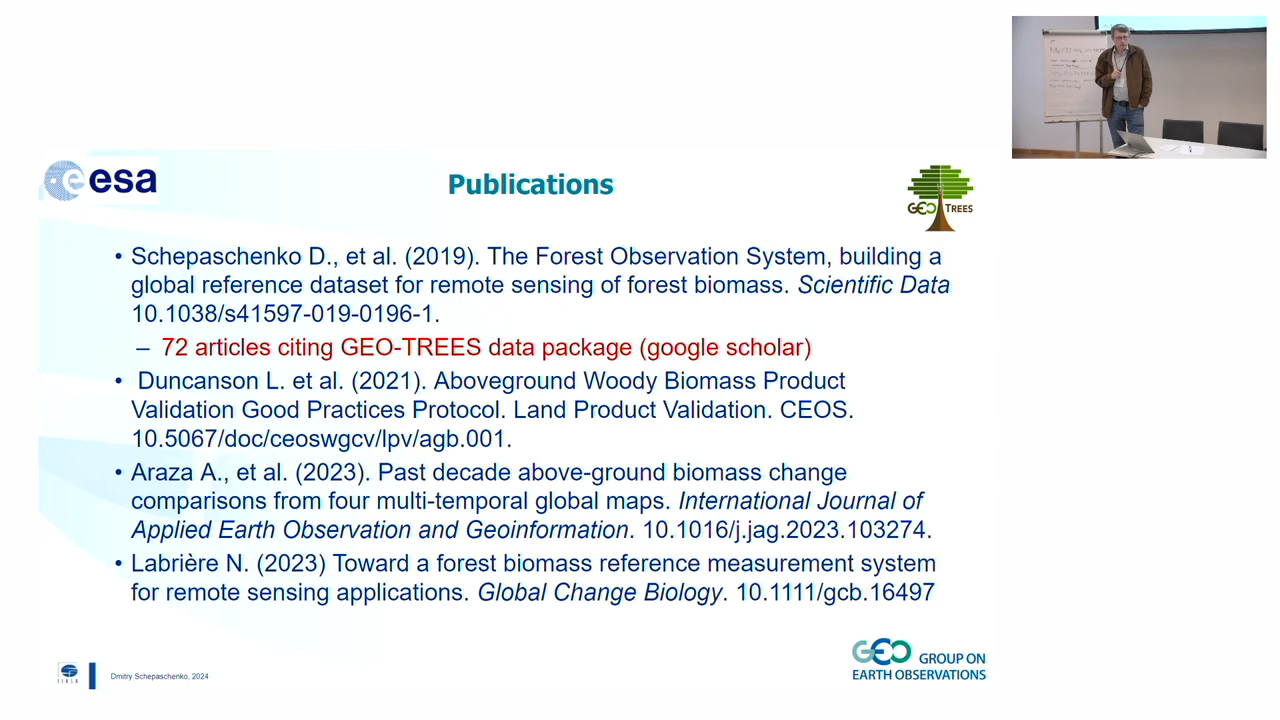 esa
Publications
GEO TREES
• Schepaschenko D., et al. (2019). The Forest Observation System, building a
global reference dataset for remote sensing of forest biomass. Scientific Data
10.1038/s41597-019-0196-1.
– 72 articles citing GEO-TREES data package (google scholar)
• Duncanson L. et al. (2021). Aboveground Woody Biomass Product
Validation Good Practices Protocol. Land Product Validation. CEOS.
10.5067/doc/ceoswgcv/lpv/agb.001.
• Araza A., et al. (2023). Past decade above-ground biomass change
comparisons from four multi-temporal global maps. International Journal of
Applied Earth Observation and Geoinformation. 10.1016/j.jag.2023.103274.
• Labrière N. (2023) Toward a forest biomass reference measurement system
for remote sensing applications. Global Change Biology. 10.1111/gcb.16497
IIASA
Dmitry Schepaschenko, 2024
GEO GROUP ON
EARTH OBSERVATIONS